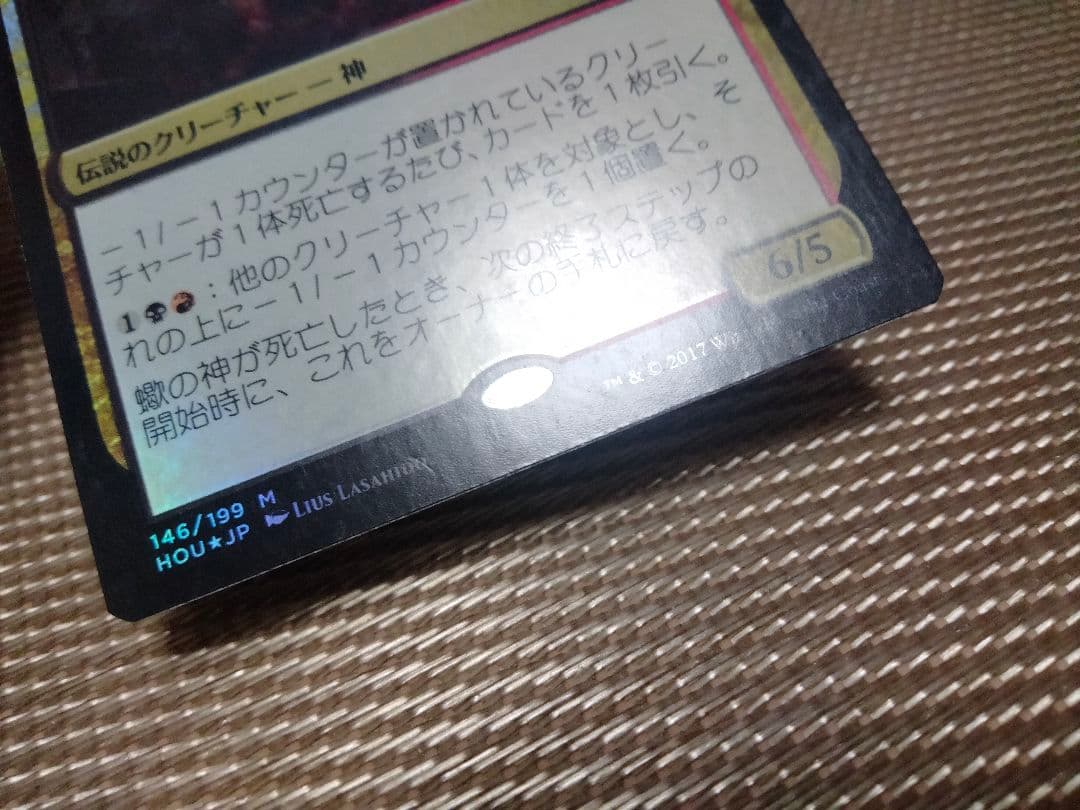 伝説のクリーチャー ― 神
－1/－1カウンターが置かれているクリー
チャーが1体死亡するたび、カードを1枚引く。
1 : 他のクリーチャー1体を対象とし、そ
れの上に－1/－1カウンターを1個置く。
蠍の神が死亡したとき、次の終了ステップの
開始時に、これをオーナーの手札に戻す。
6/5
146/199 M
HOU★JP LIUS LASAHIDO
™ & © 2017